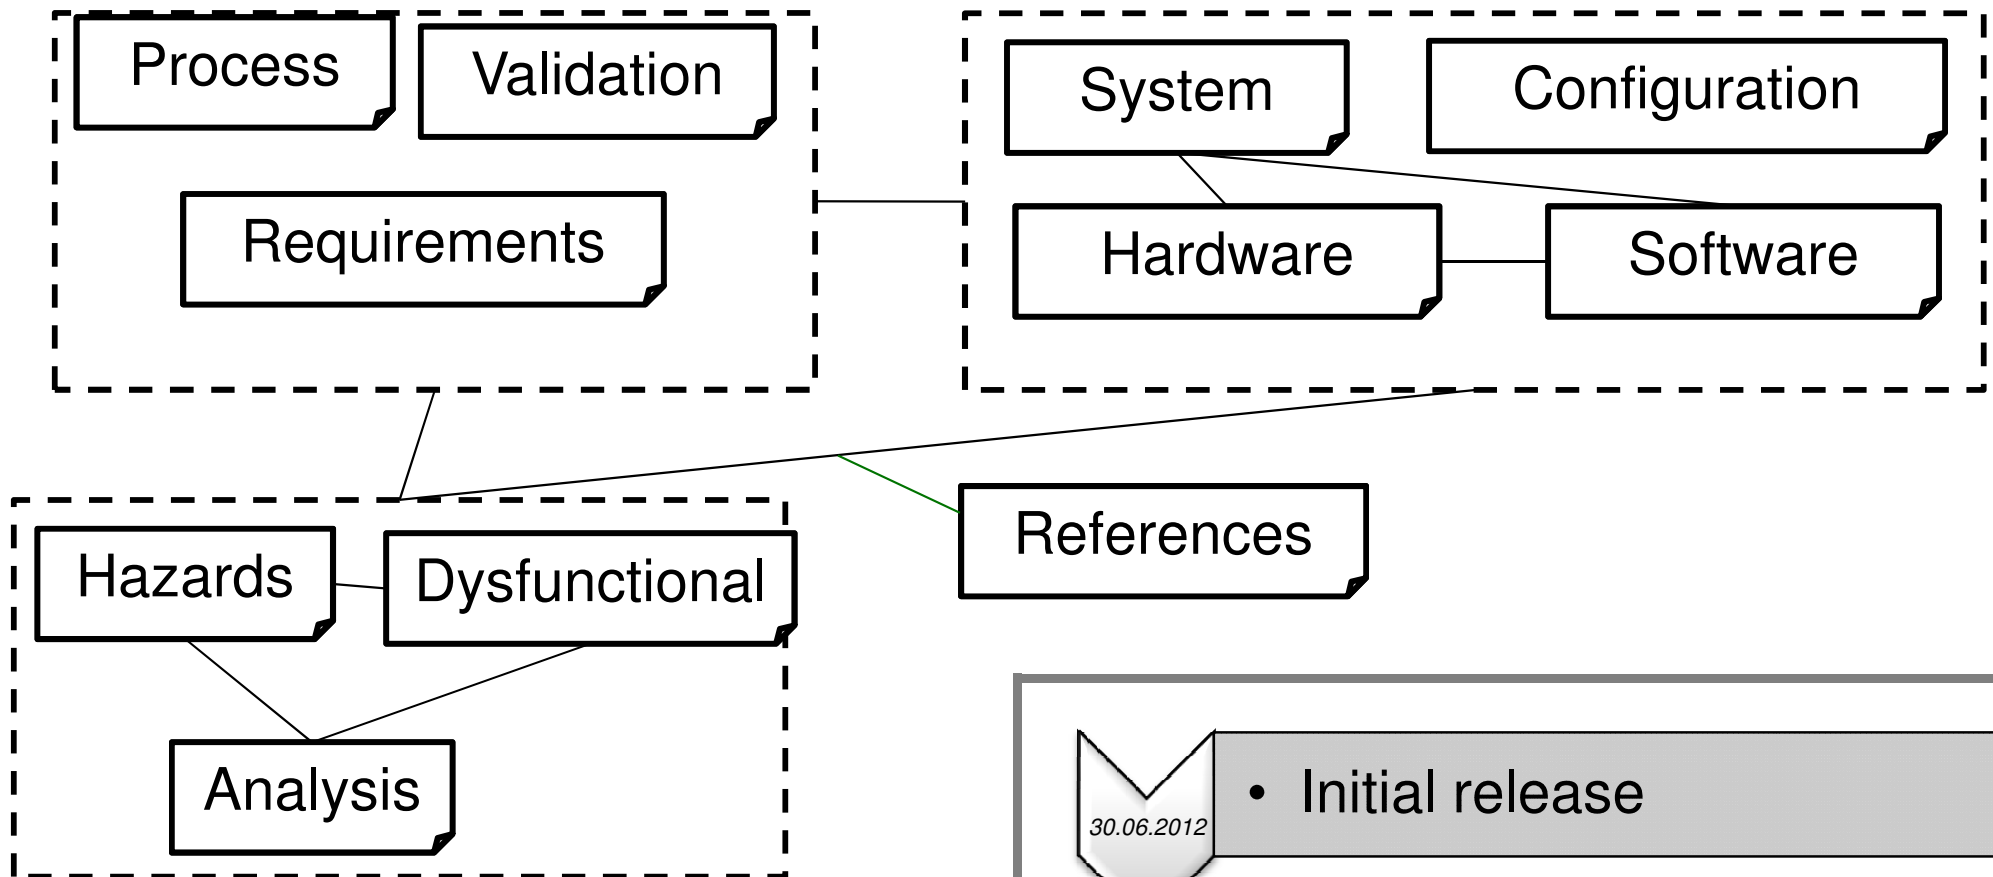 Process
Validation
System
Configuration
Requirements
Hardware
Software
Hazards
Dysfunctional
References
Analysis
• Initial release
30.06.2012